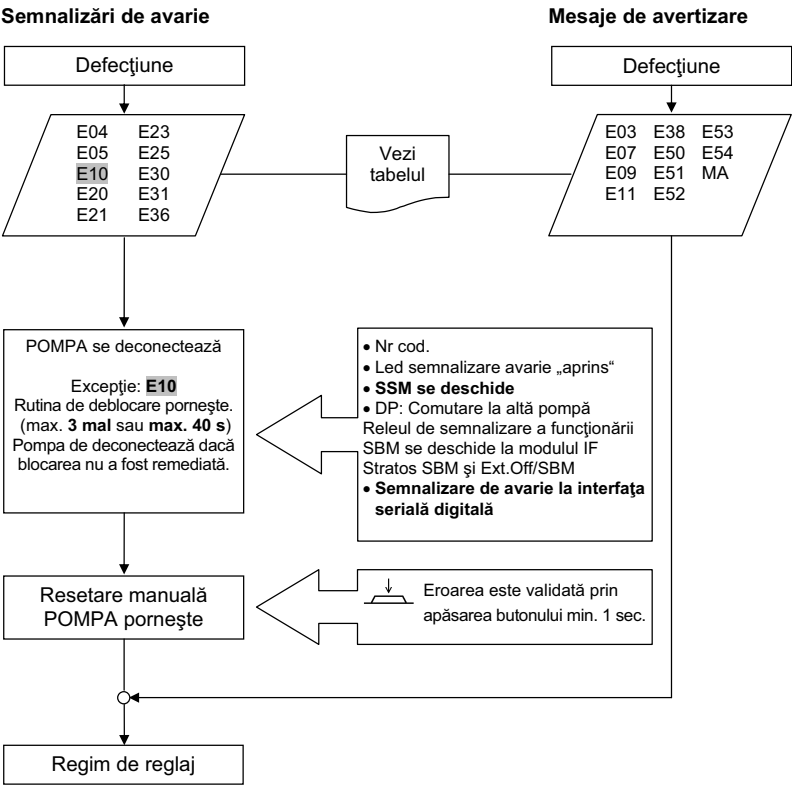 Semnalizări de avarie
Mesaje de avertizare
Defecţiune
Defecţiune
E04 E23
E05 E25
E10 E30
E20 E31
E21 E36
Vezi
tabelul
E03 E38 E53
E07 E50 E54
E09 E51 MA
E11 E52
POMPA se deconectează
Excepţie: E10
Rutina de deblocare porneşte.
(max. 3 mal sau max. 40 s)
Pompa de deconectează dacă
blocarea nu a fost remediată.
• Nr cod.
• Led semnalizare avarie „aprins“
• SSM se deschide
• DP: Comutare la altă pompă
Releul de semnalizare a funcţionării
SBM se deschide la modulul IF
Stratos SBM şi Ext.Off/SBM
• Semnalizare de avarie la interfaţa
serială digitală
Resetare manuală
POMPA porneşte
Eroarea este validată prin
apăsarea butonului min. 1 sec.
Regim de reglaj